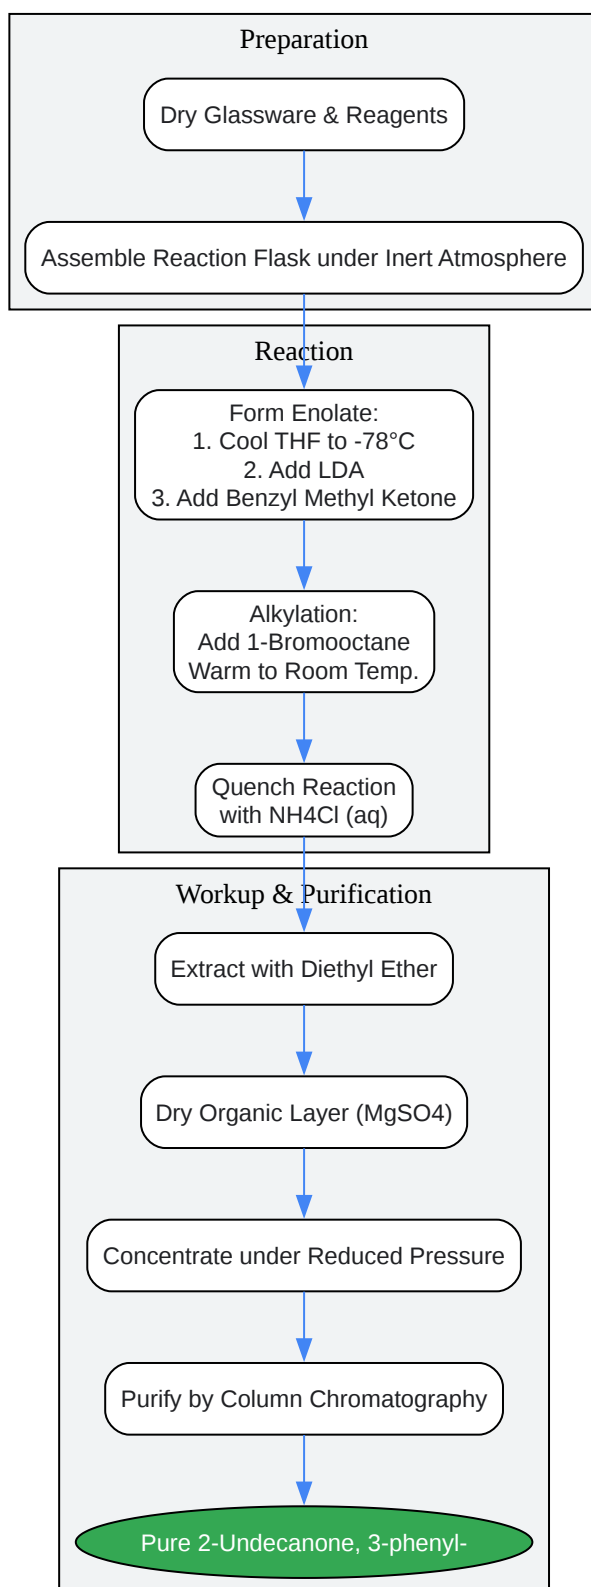 Preparation
Dry Glassware & Reagents
Assemble Reaction Flask under Inert Atmosphere
Reaction
Form Enolate:
1. Cool THF to -78°C
2. Add LDA
3. Add Benzyl Methyl Ketone
Alkylation:
Add 1-Bromooctane
Warm to Room Temp.
Quench Reaction
with NH4Cl (aq)
Workup & Purification
Extract with Diethyl Ether
Dry Organic Layer (MgSO4)
Concentrate under Reduced Pressure
Purify by Column Chromatography
Pure 2-Undecanone, 3-phenyl-